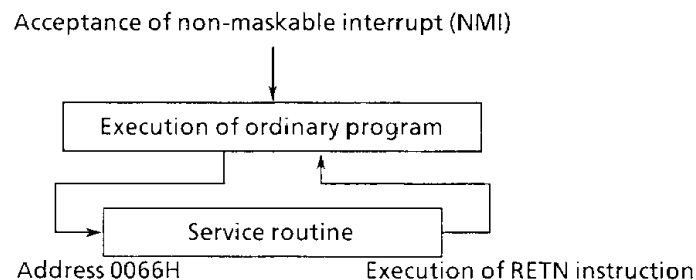 Acceptance of non-maskable interrupt (NMI)
Execution of ordinary program
Service routine
Address 0066H
Execution of RETN instruction